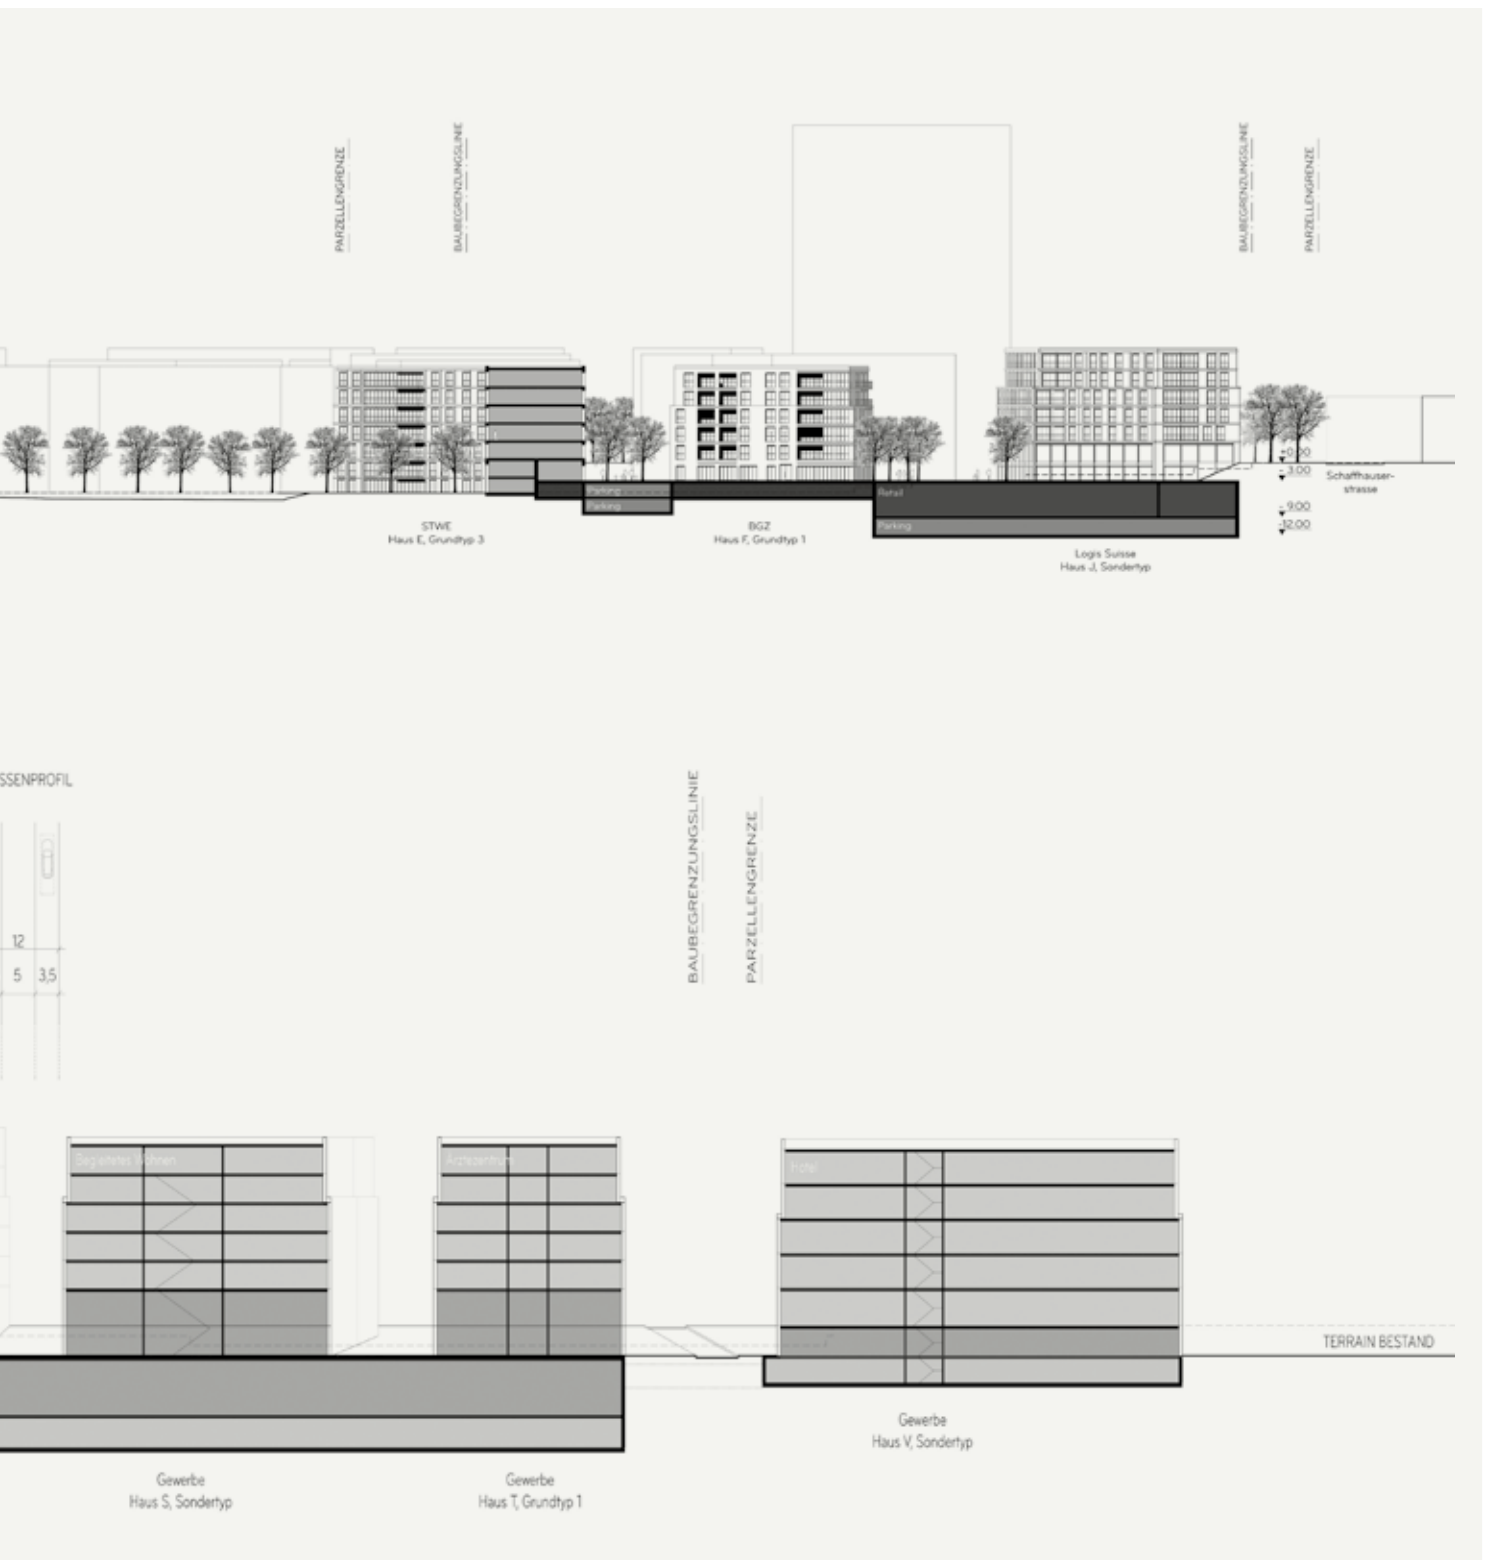 PARZELLENGRENZE
BAUBEGRENZUNGSLINIE
BAUBEGRENZUNGSLINIE
PARZELLENGRENZE
+0.00
- 3.00
Schaffhauser-
strasse
Parking
Retail
Parking
- 9.00
Parking
-12.00
STWE
Haus E, Grundtyp 3
BGZ
Haus F, Grundtyp 1
Logis Suisse
Haus J, Sondertyp
SSENPROFIL
BAUBEGRENZUNGSLINIE
PARZELLENGRENZE
12
5 3,5
Begleitetes Wohnen
Ärztezentrum
Hotel
TERRAIN BESTAND
Gewerbe
Haus V, Sondertyp
Gewerbe
Haus S, Sondertyp
Gewerbe
Haus T, Grundtyp 1